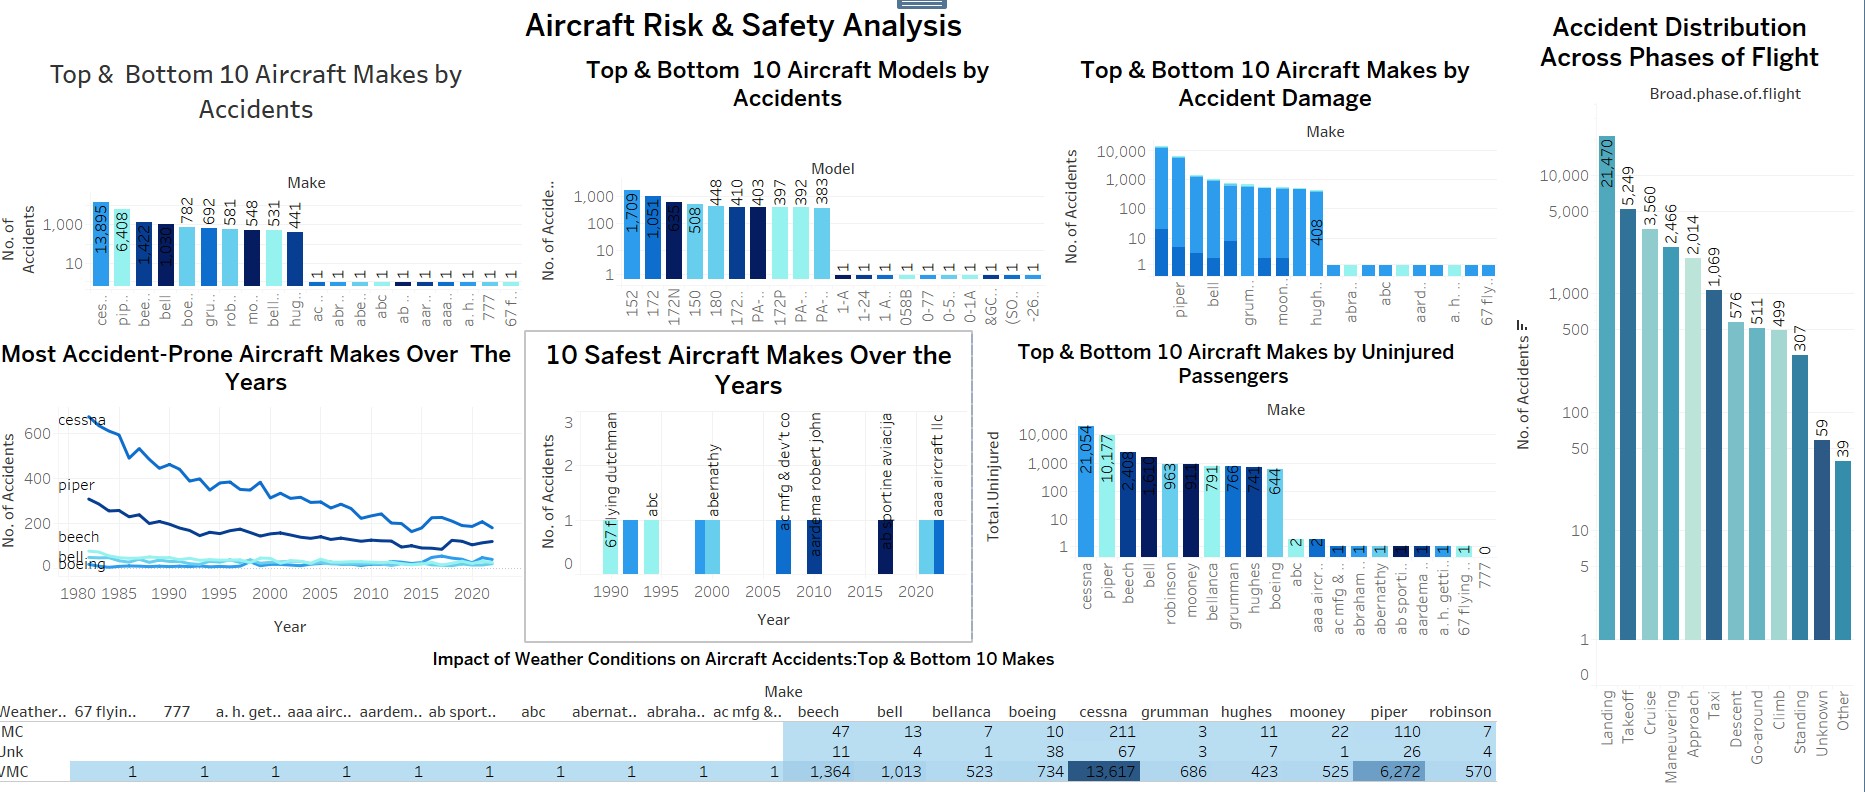 Aircraft Risk & Safety Analysis
Top & Bottom 10 Aircraft Makes by
Accidents
Make
No. of
Accidents
1,000
10
13,895
6,408
1,422
1,030
782
692
581
548
531
441
1
1
1
1
1
1
1
1
1
1
ces..
pip..
bee..
bell
boe..
gru..
rob..
mo..
bell..
hug..
ac ..
abr..
abe..
abc
ab ..
aar..
aaa..
a. h..
777
67 f..
Top & Bottom 10 Aircraft Models by
Accidents
Model
No. of Accide..
1,000
100
10
1
1,709
1,051
635
508
448
410
403
397
392
383
1
1
1
1
1
1
1
1
1
1
152
172
172N
150
180
172..
PA-..
172P
PA-..
PA-..
1-A
1-24
1 A..
058B
0-77
0-5..
0-1A
&GC..
(SO..
-26..
Top & Bottom 10 Aircraft Makes by
Accident Damage
Make
No. of Accidents
10,000
1,000
100
10
1
408
piper
bell
grum..
moon..
hugh..
abra..
abc
aard..
a. h. ..
67 fly..
Accident Distribution
Across Phases of Flight
Broad.phase.of.flight
No. of Accidents
10,000
5,000
1,000
500
100
50
10
5
1
0
21,470
5,249
3,560
2,466
2,014
1,069
576
511
499
307
59
39
Landing
Takeoff
Cruise
Maneuvering
Approach
Taxi
Descent
Go-around
Climb
Standing
Unknown
Other
Most Accident-Prone Aircraft Makes Over The
Years
No. of Accidents
600
400
200
0
cessna
piper
beech
bell
boeing
1980 1985 1990 1995 2000 2005 2010 2015 2020
Year
10 Safest Aircraft Makes Over the
Years
No. of Accidents
3
2
1
0
67 flying dutchman
abc
abernathy
ac mfg & dev't co
aardema robert john
ab sportine aviacija
aaa aircraft llc
1990 1995 2000 2005 2010 2015 2020
Year
Top & Bottom 10 Aircraft Makes by Uninjured
Passengers
Make
Total.Uninjured
10,000
1,000
100
10
1
21,054
10,177
2,408
1,610
963
911
791
766
741
644
2
2
1
1
1
1
1
1
1
0
cessna
piper
beech
bell
robinson
mooney
bellanca
grumman
hughes
boeing
abc
aaa aircr..
ac mfg & ..
abraham ..
abernathy
ab sporti..
aardema ..
a. h. getti..
67 flying ..
777
Impact of Weather Conditions on Aircraft Accidents:Top & Bottom 10 Makes
Make
Weather.. 67 flyin.. 777 a. h. get.. aaa airc.. aardem.. ab sport.. abc abernat.. abraha.. ac mfg &.. beech bell bellanca boeing cessna grumman hughes mooney piper robinson
MC 47 13 7 10 211 3 11 22 110 7
Unk 11 4 1 38 67 3 7 1 26 4
VMC 1 1 1 1 1 1 1 1 1 1 1,364 1,013 523 734 13,617 686 423 525 6,272 570